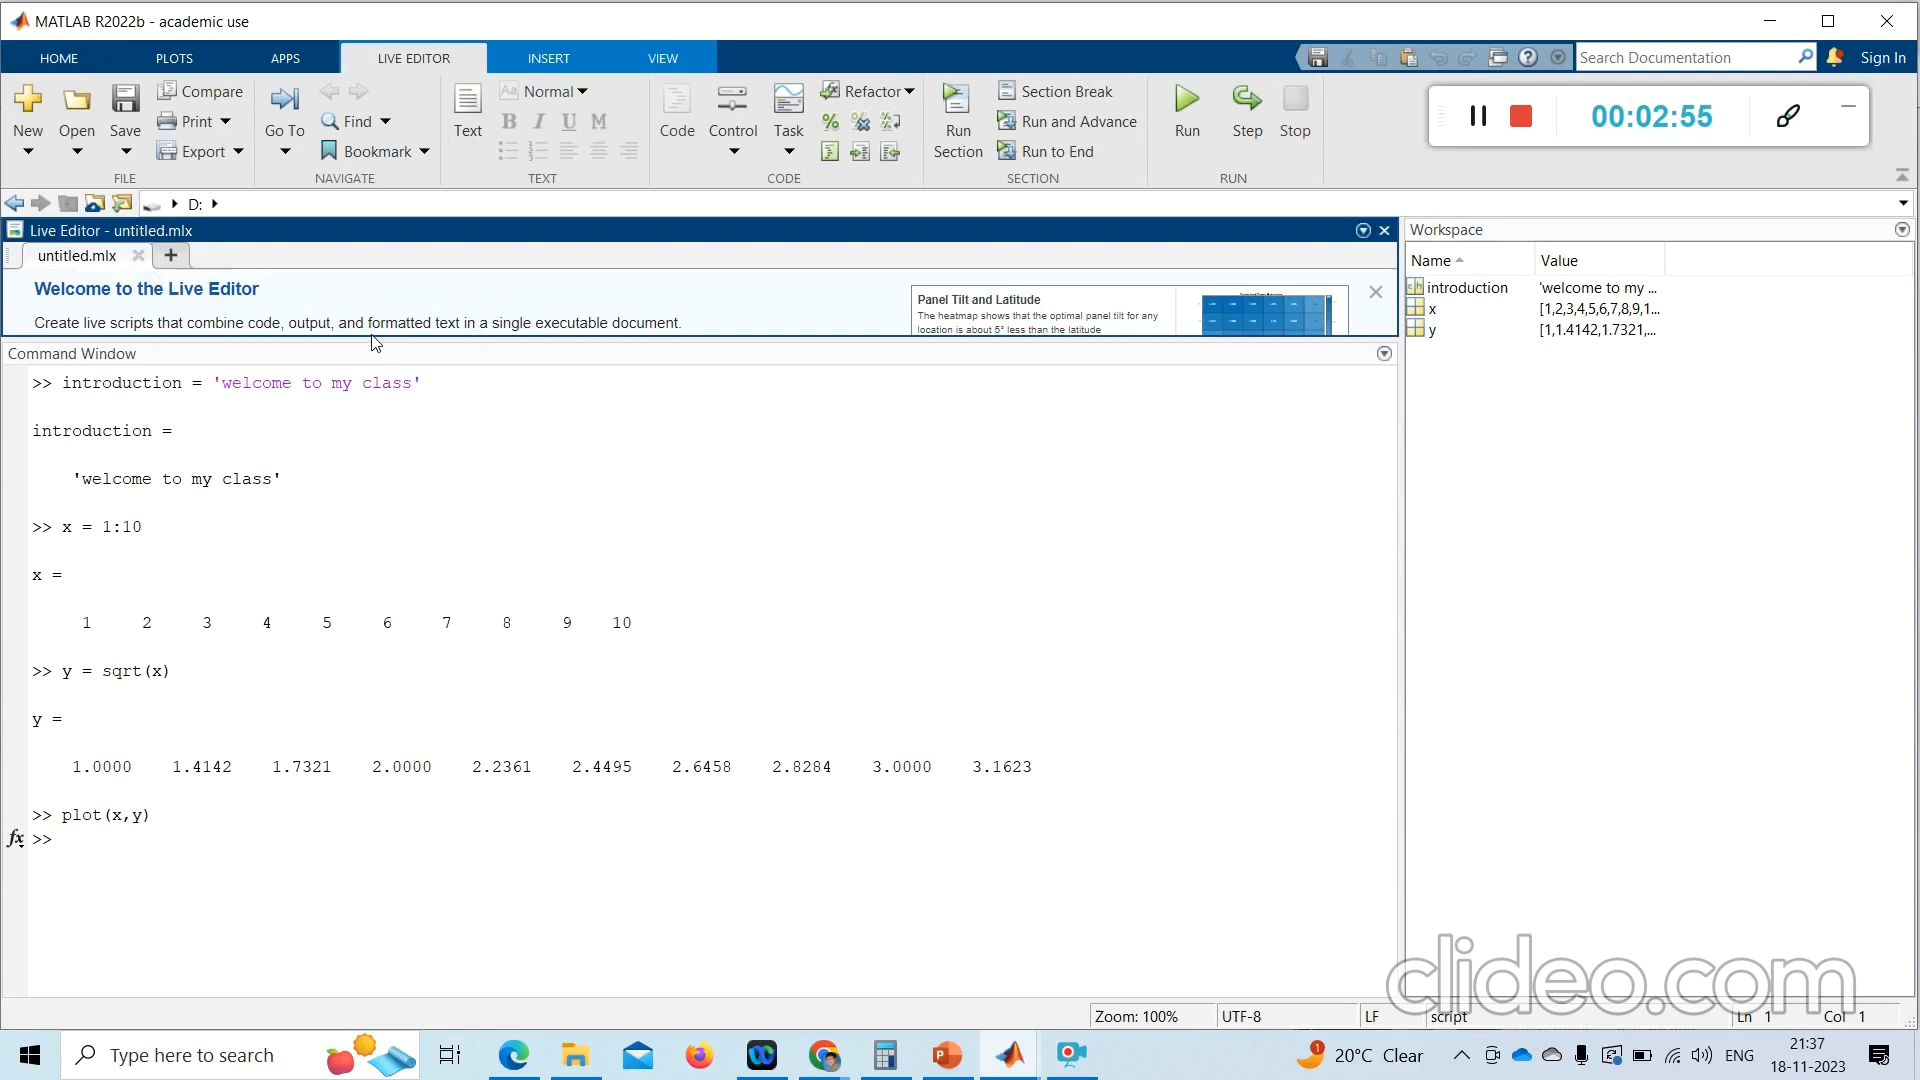 MATLAB R2022b - academic use
HOME PLOTS APPS LIVE EDITOR INSERT VIEW Search Documentation Sign In
New Open Save Compare Print Export Go To Find Bookmark Text Aa Normal B I U M Code Control Task Refactor Run Section Section Break Run and Advance Run to End Run Step Stop 00:02:55
FILE NAVIGATE TEXT CODE SECTION RUN
D:
Live Editor - untitled.mlx
untitled.mlx
Welcome to the Live Editor
Create live scripts that combine code, output, and formatted text in a single executable document.
Panel Tilt and Latitude
The heatmap shows that the optimal panel tilt for any
location is about 5° less than the latitude
Workspace
Name Value
introduction 'welcome to my ...
x [1,2,3,4,5,6,7,8,9,1...
y [1,1.4142,1.7321,...
Command Window
>> introduction = 'welcome to my class'
introduction =
'welcome to my class'
>> x = 1:10
x =
1 2 3 4 5 6 7 8 9 10
>> y = sqrt(x)
y =
1.0000 1.4142 1.7321 2.0000 2.2361 2.4495 2.6458 2.8284 3.0000 3.1623
>> plot(x,y)
fx >>
clideo.com
Zoom: 100% UTF-8 LF script Ln 1 Col 1
Type here to search 1 20°C Clear ENG 21:37
18-11-2023